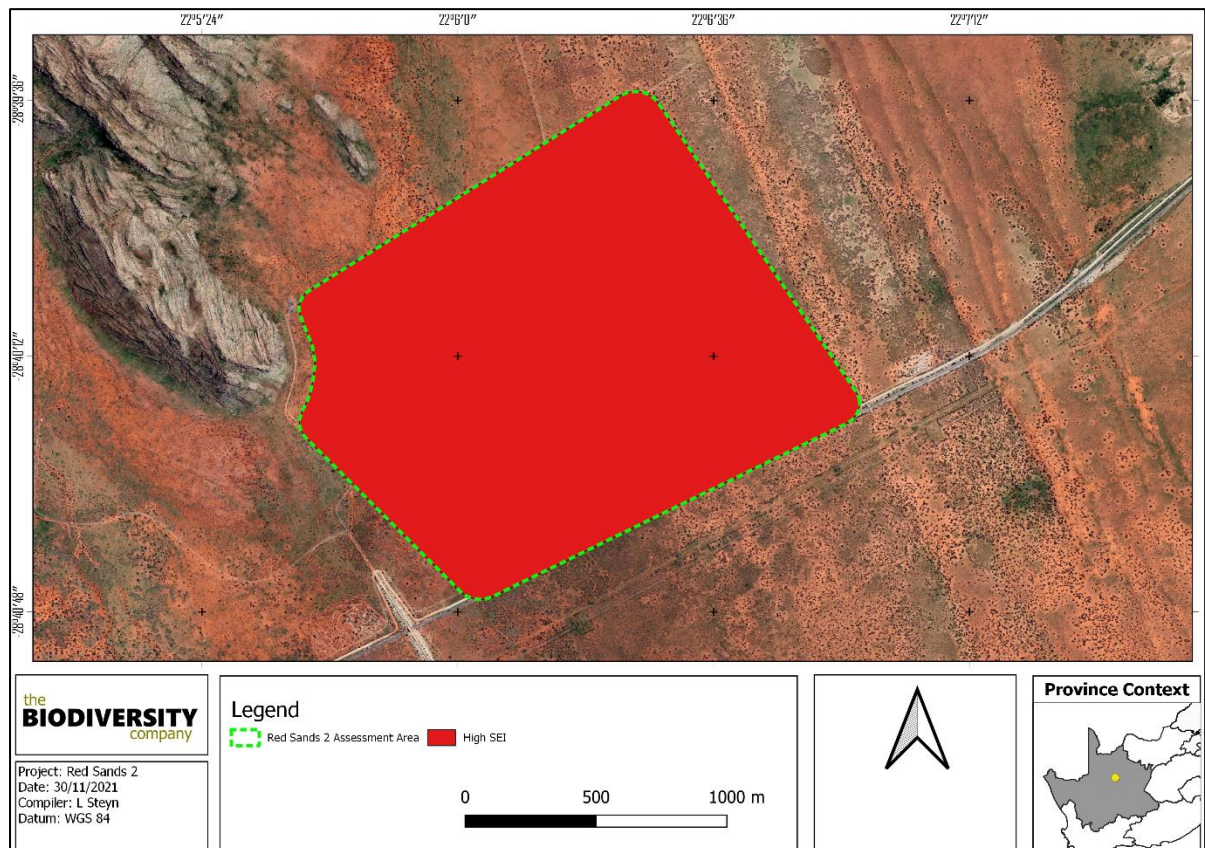 22°5'24'' 22°6'0'' 22°6'36'' 22°7'12''
-28°39'36''
-28°40'12''
-28°40'48''
the
BIODIVERSITY
company
Project: Red Sands 2
Date: 30/11/2021
Compiler: L Steyn
Datum: WGS 84
Legend
Red Sands 2 Assessment Area High SEI
0 500 1000 m
Province Context